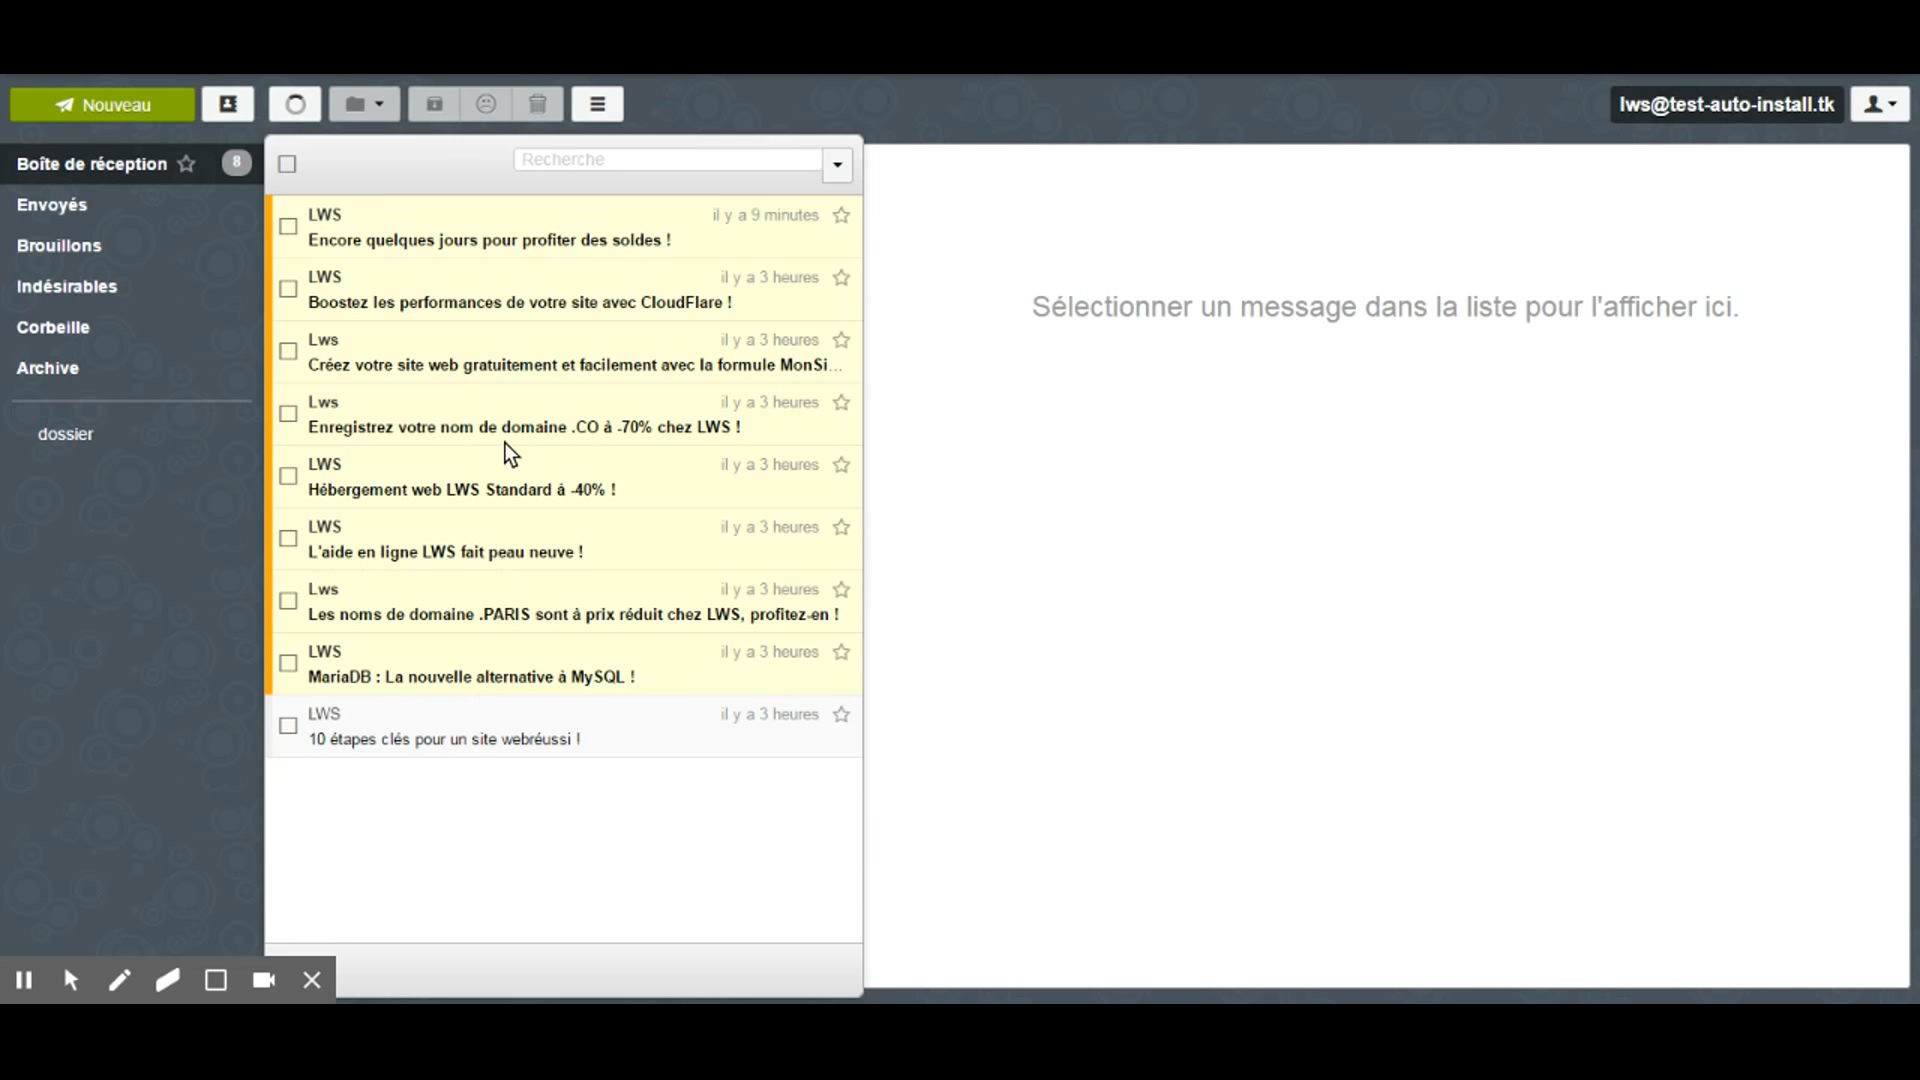 Nouveau
lws@test-auto-install.tk
Boîte de réception 8
Envoyés
Brouillons
Indésirables
Corbeille
Archive
dossier
Recherche
LWS il y a 9 minutes
Encore quelques jours pour profiter des soldes !
LWS il y a 3 heures
Boostez les performances de votre site avec CloudFlare !
Lws il y a 3 heures
Créez votre site web gratuitement et facilement avec la formule MonSi...
Lws il y a 3 heures
Enregistrez votre nom de domaine .CO à -70% chez LWS !
LWS il y a 3 heures
Hébergement web LWS Standard à -40% !
LWS il y a 3 heures
L'aide en ligne LWS fait peau neuve !
Lws il y a 3 heures
Les noms de domaine .PARIS sont à prix réduit chez LWS, profitez-en !
LWS il y a 3 heures
MariaDB : La nouvelle alternative à MySQL !
LWS il y a 3 heures
10 étapes clés pour un site webréussi !
Sélectionner un message dans la liste pour l'afficher ici.